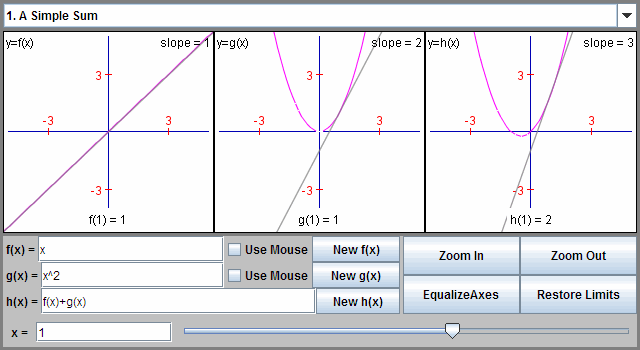 1. A Simple Sum
y=f(x) slope = 1 y=g(x) slope = 2 y=h(x) slope = 3
3 3 3
-3 3 -3 3 -3 3
-3 -3 -3
f(1) = 1 g(1) = 1 h(1) = 2
f(x) = x Use Mouse New f(x) Zoom In Zoom Out
g(x) = x^2 Use Mouse New g(x)
h(x) = f(x)+g(x) New h(x) EqualizeAxes Restore Limits
x = 1